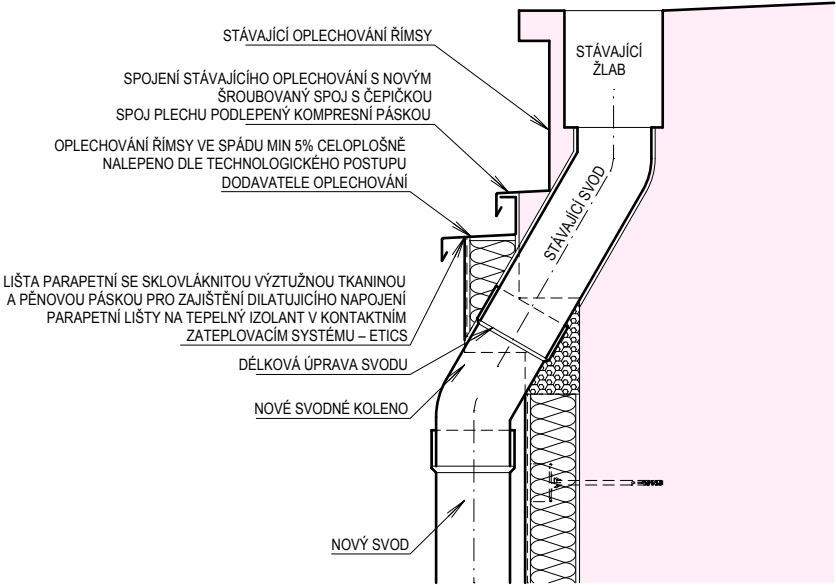 STÁVAJÍCÍ OPLECHOVÁNÍ ŘÍMSY
STÁVAJÍCÍ
ŽLAB
SPOJENÍ STÁVAJÍCÍHO OPLECHOVÁNÍ S NOVÝM
ŠROUBOVANÝ SPOJ S ČEPIČKOU
SPOJ PLECHU PODLEPENÝ KOMPRESNÍ PÁSKOU
OPLECHOVÁNÍ ŘÍMSY VE SPÁDU MIN 5% CELOPLOŠNĚ
NALEPENO DLE TECHNOLOGICKÉHO POSTUPU
DODAVATELE OPLECHOVÁNÍ
STÁVAJÍCÍ SVOD
LIŠTA PARAPETNÍ SE SKLOVLÁKNITOU VÝZTUŽNOU TKANINOU
A PĚNOVOU PÁSKOU PRO ZAJIŠTĚNÍ DILATUJICIHO NAPOJENÍ
PARAPETNÍ LIŠTY NA TEPELNÝ IZOLANT V KONTAKTNÍM
ZATEPLOVACÍM SYSTÉMU – ETICS
DÉLKOVÁ ÚPRAVA SVODU
NOVÉ SVODNÉ KOLENO
NOVÝ SVOD